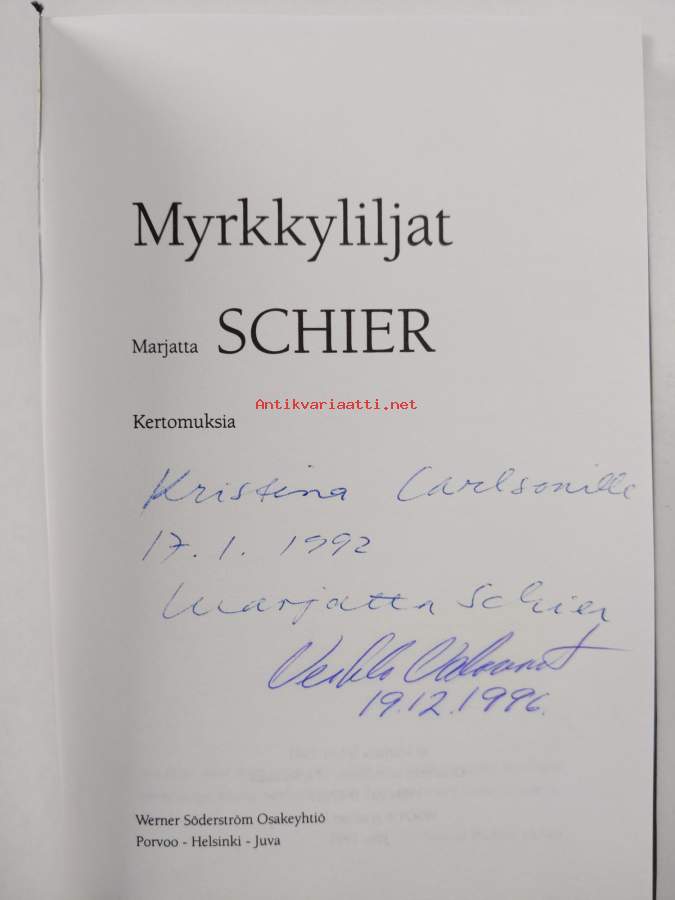 Myrkkyliljat
Marjatta SCHIER
Antikvariaatti.net
Kertomuksia
Kristina Carlsonille
17.1.1992
Marjatta Schier
Veikko
19.12.1996.
Werner Söderström Osakeyhtiö
Porvoo - Helsinki - Juva